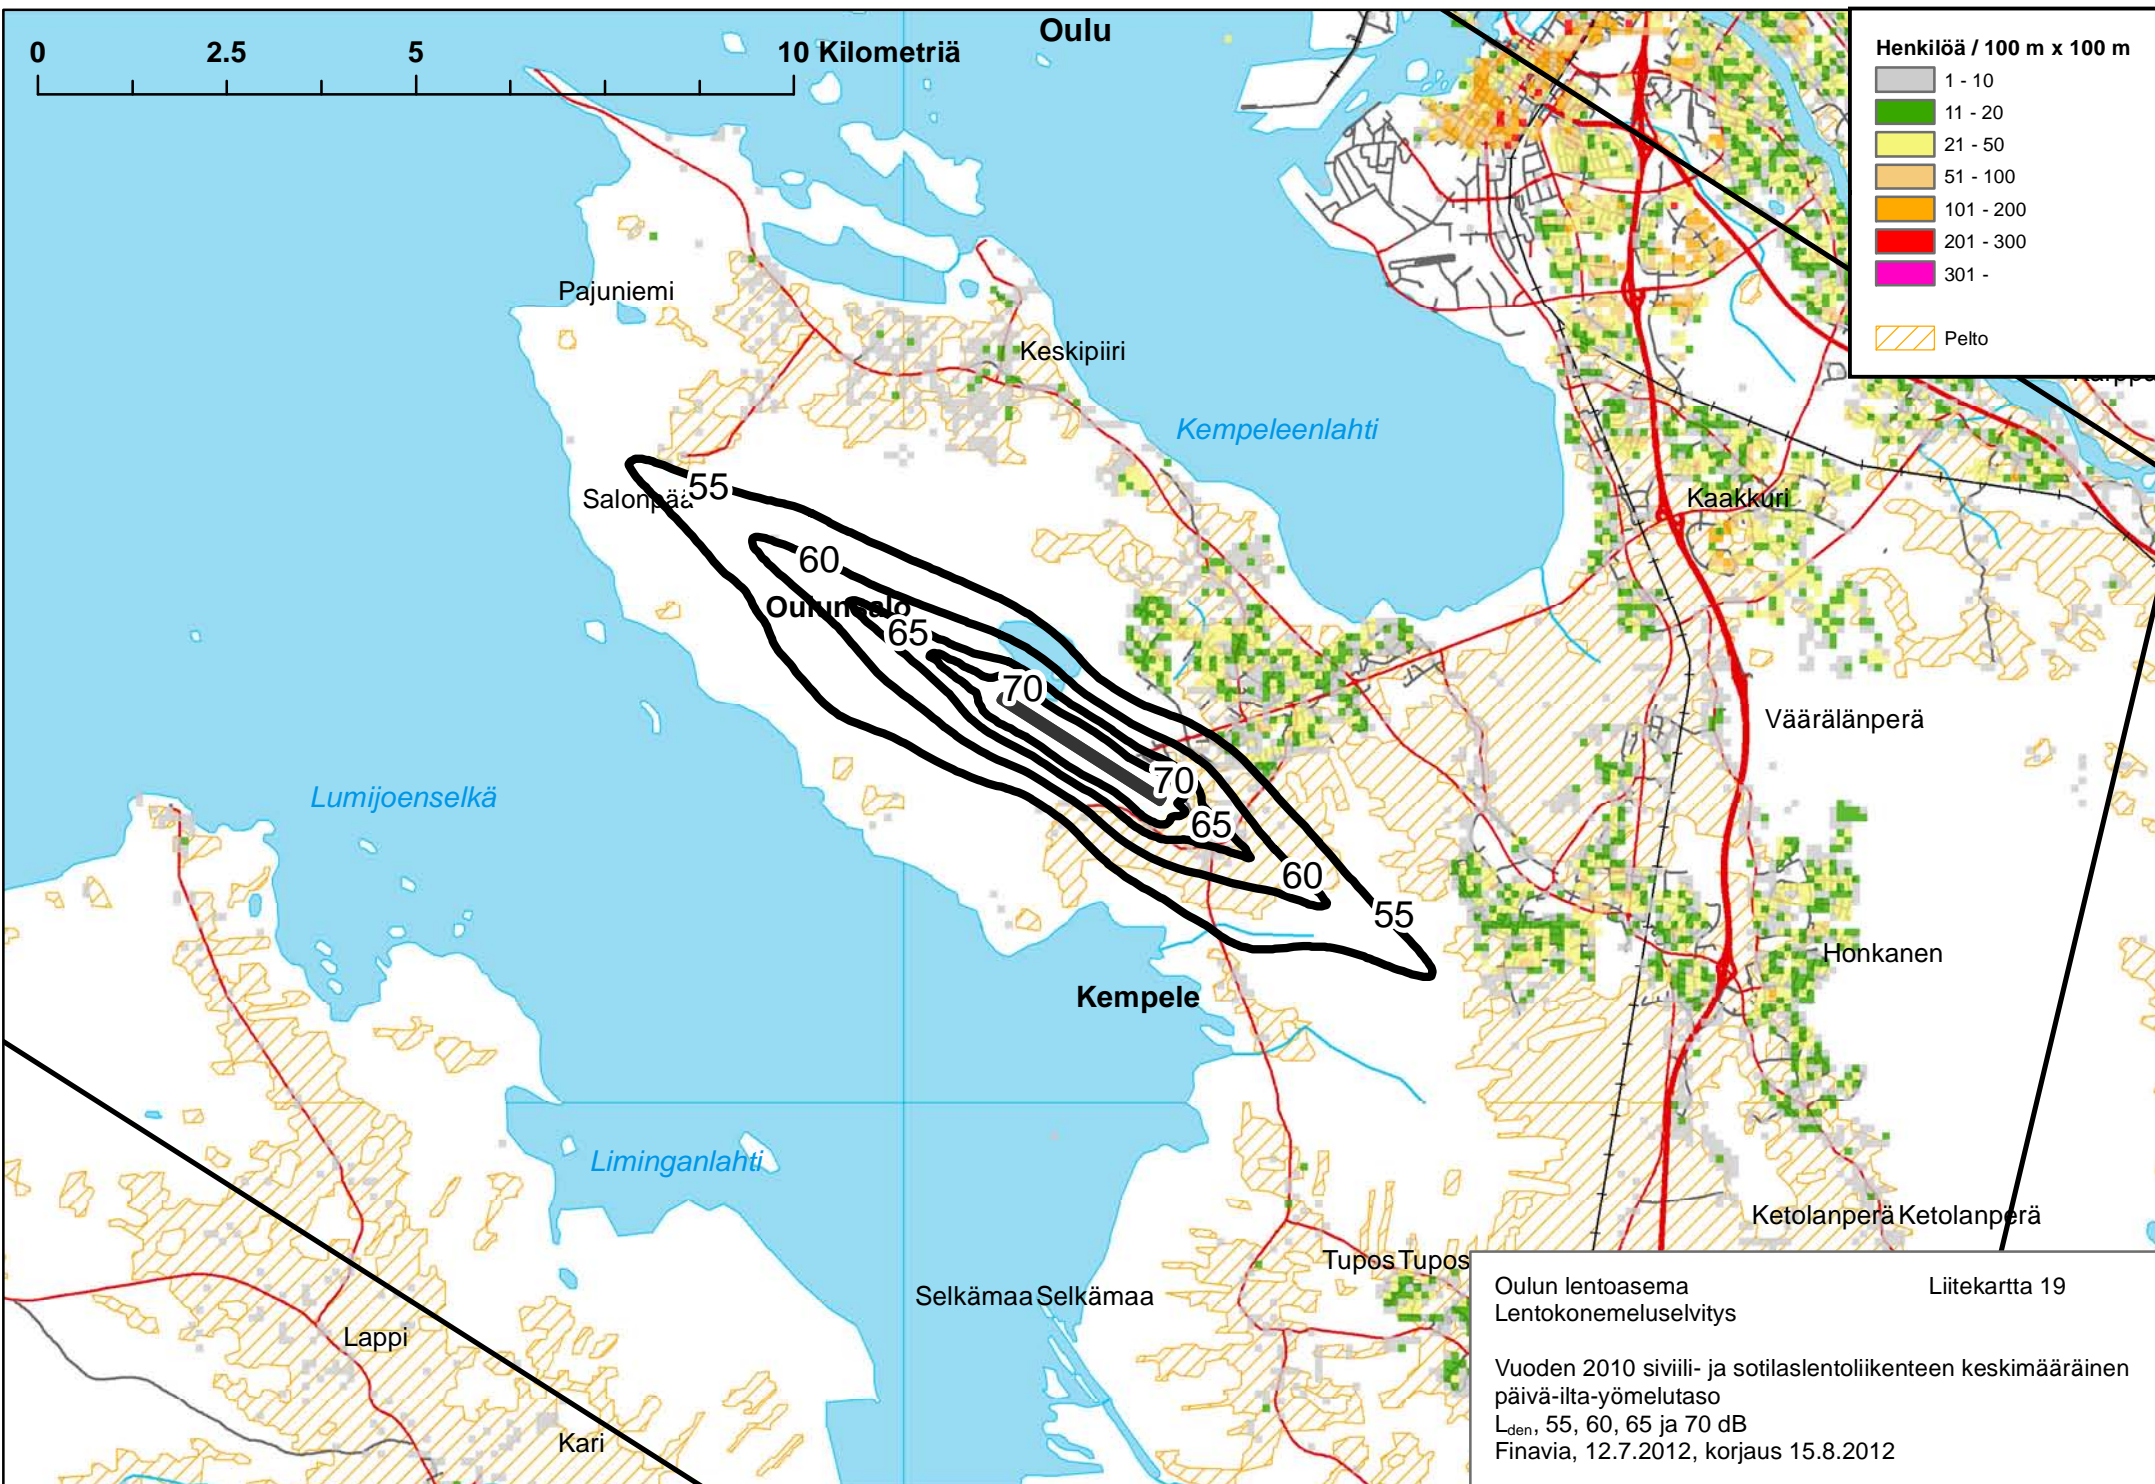 0 2.5 5 10 Kilometriä
Oulu
Henkilöä / 100 m x 100 m
1 - 10
11 - 20
21 - 50
51 - 100
101 - 200
201 - 300
301 -
Pelto
Pajuniemi
Keskipiiri
Kempeleenlahti
Salonpää
55
Kaakkuri
60
Oulunsalo
65
70
Väärälänperä
70
Lumijoenselkä
65
60
55
Honkanen
Kempele
Liminganlahti
Ketolanperä Ketolanperä
Tupos Tupos
Selkämaa Selkämaa
Lappi
Kari
Oulun lentoasema Liitekartta 19
Lentokonemeluselvitys
Vuoden 2010 siviili- ja sotilaslentoliikenteen keskimääräinen
päivä-ilta-yömelutaso
Lden, 55, 60, 65 ja 70 dB
Finavia, 12.7.2012, korjaus 15.8.2012